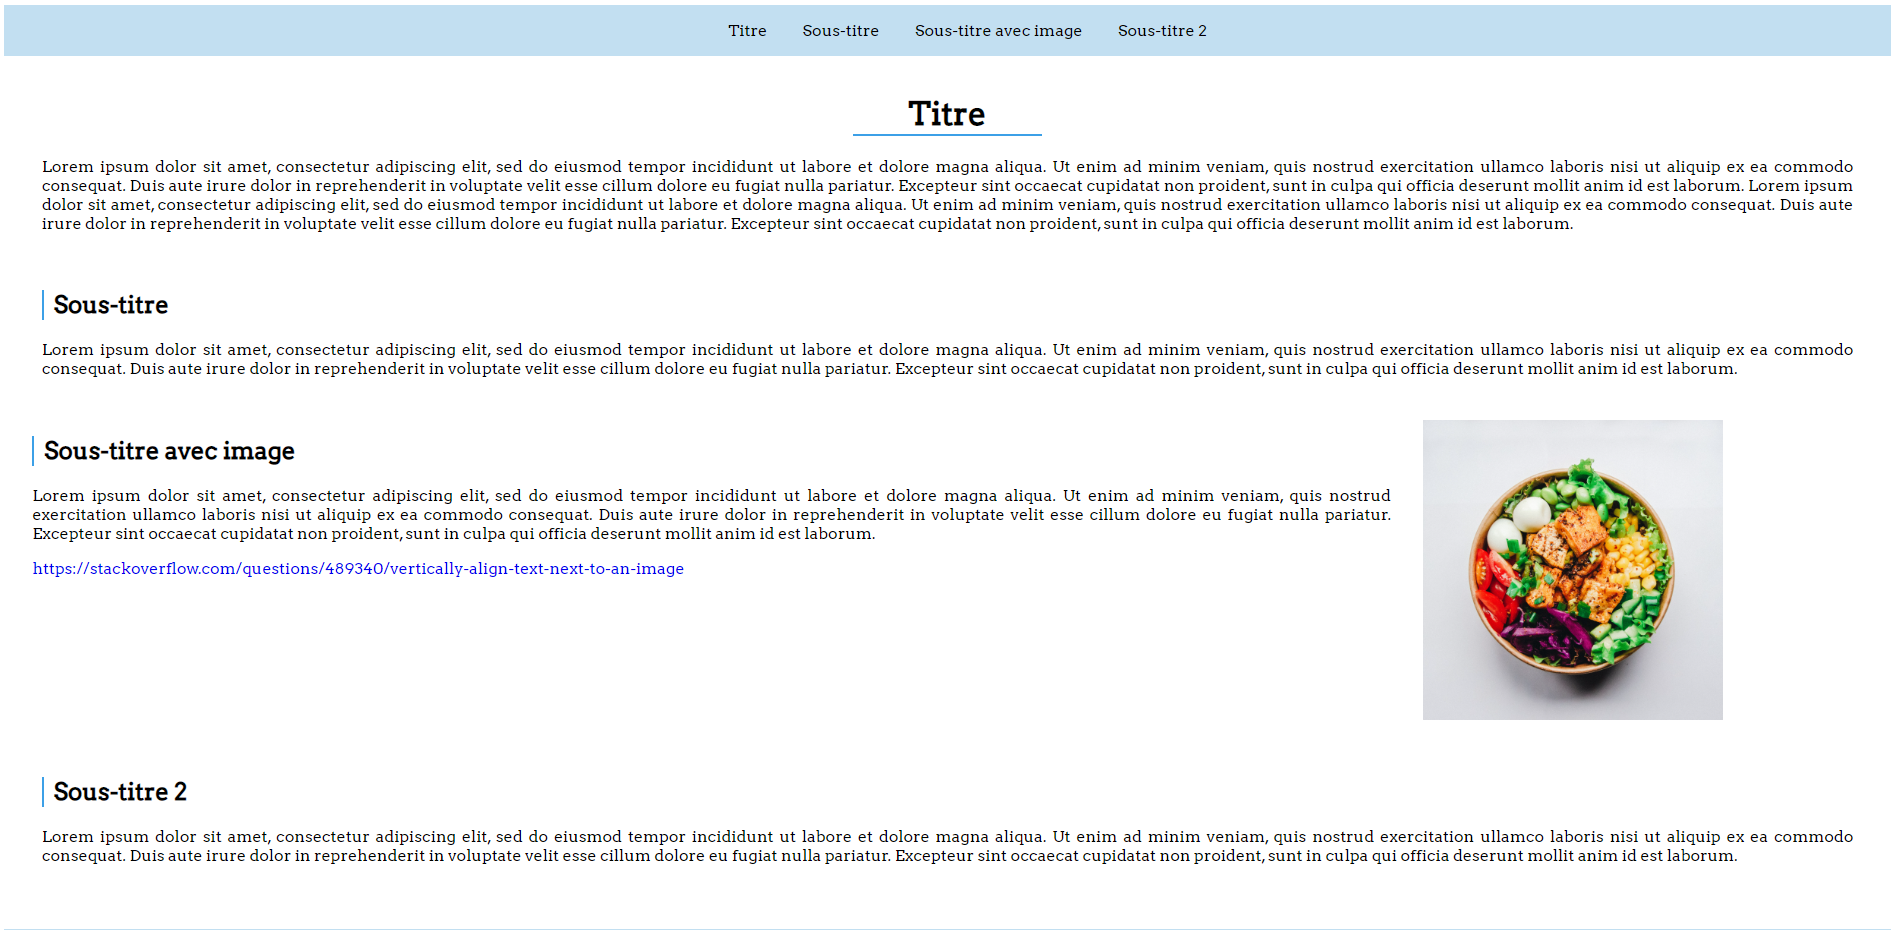 Titre Sous-titre Sous-titre avec image Sous-titre 2
Titre
Lorem ipsum dolor sit amet, consectetur adipiscing elit, sed do eiusmod tempor incididunt ut labore et dolore magna aliqua. Ut enim ad minim veniam, quis nostrud exercitation ullamco laboris nisi ut aliquip ex ea commodo
consequat. Duis aute irure dolor in reprehenderit in voluptate velit esse cillum dolore eu fugiat nulla pariatur. Excepteur sint occaecat cupidatat non proident, sunt in culpa qui officia deserunt mollit anim id est laborum. Lorem ipsum
dolor sit amet, consectetur adipiscing elit, sed do eiusmod tempor incididunt ut labore et dolore magna aliqua. Ut enim ad minim veniam, quis nostrud exercitation ullamco laboris nisi ut aliquip ex ea commodo consequat. Duis aute
irure dolor in reprehenderit in voluptate velit esse cillum dolore eu fugiat nulla pariatur. Excepteur sint occaecat cupidatat non proident, sunt in culpa qui officia deserunt mollit anim id est laborum.
Sous-titre
Lorem ipsum dolor sit amet, consectetur adipiscing elit, sed do eiusmod tempor incididunt ut labore et dolore magna aliqua. Ut enim ad minim veniam, quis nostrud exercitation ullamco laboris nisi ut aliquip ex ea commodo
consequat. Duis aute irure dolor in reprehenderit in voluptate velit esse cillum dolore eu fugiat nulla pariatur. Excepteur sint occaecat cupidatat non proident, sunt in culpa qui officia deserunt mollit anim id est laborum.
Sous-titre avec image
Lorem ipsum dolor sit amet, consectetur adipiscing elit, sed do eiusmod tempor incididunt ut labore et dolore magna aliqua. Ut enim ad minim veniam, quis nostrud
exercitation ullamco laboris nisi ut aliquip ex ea commodo consequat. Duis aute irure dolor in reprehenderit in voluptate velit esse cillum dolore eu fugiat nulla pariatur.
Excepteur sint occaecat cupidatat non proident, sunt in culpa qui officia deserunt mollit anim id est laborum.
https://stackoverflow.com/questions/489340/vertically-align-text-next-to-an-image
Sous-titre 2
Lorem ipsum dolor sit amet, consectetur adipiscing elit, sed do eiusmod tempor incididunt ut labore et dolore magna aliqua. Ut enim ad minim veniam, quis nostrud exercitation ullamco laboris nisi ut aliquip ex ea commodo
consequat. Duis aute irure dolor in reprehenderit in voluptate velit esse cillum dolore eu fugiat nulla pariatur. Excepteur sint occaecat cupidatat non proident, sunt in culpa qui officia deserunt mollit anim id est laborum.